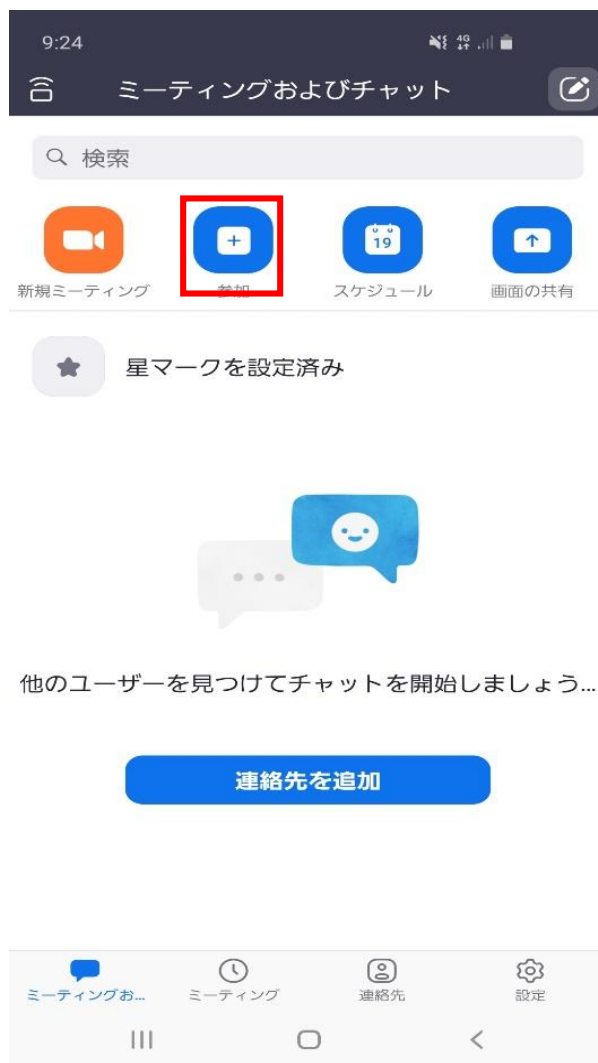 9:24
4G
ミーティングおよびチャット
検索
19
新規ミーティング
参加
スケジュール
画面の共有
星マークを設定済み
他のユーザーを見つけてチャットを開始しましょう...
連絡先を追加
ミーティングお...
ミーティング
連絡先
設定